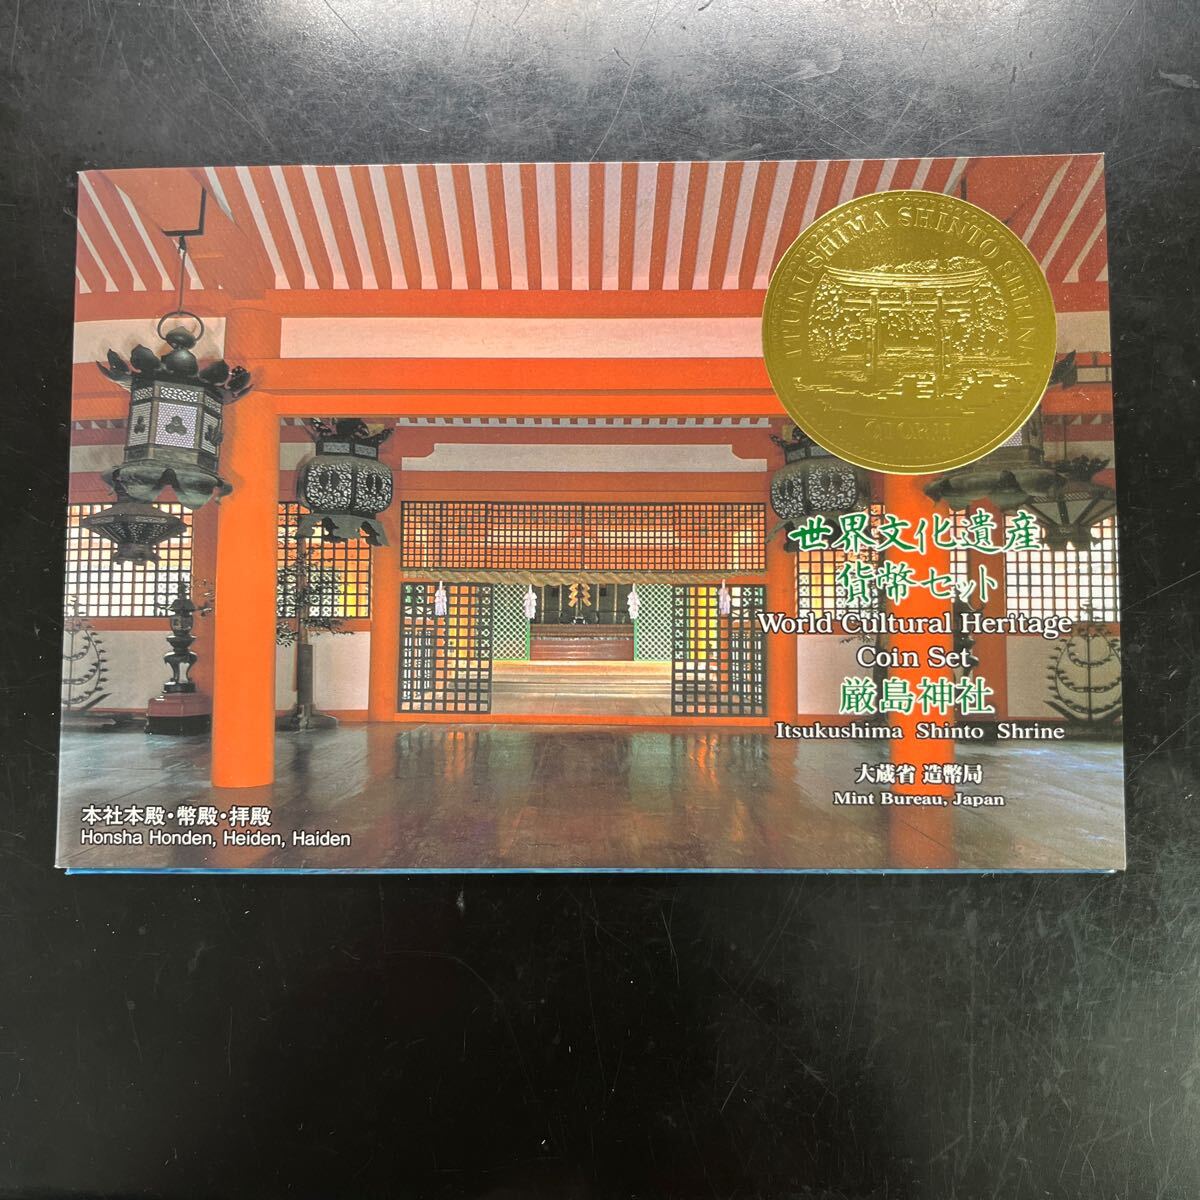 ITUKUSHIMA SHINTO SHRINE
OTORII
世界文化遺産
貨幣セット
World Cultural Heritage
Coin Set
厳島神社
Itsukushima Shinto Shrine
大蔵省 造幣局
Mint Bureau, Japan
本社本殿・幣殿・拝殿
Honsha Honden, Heiden, Haiden